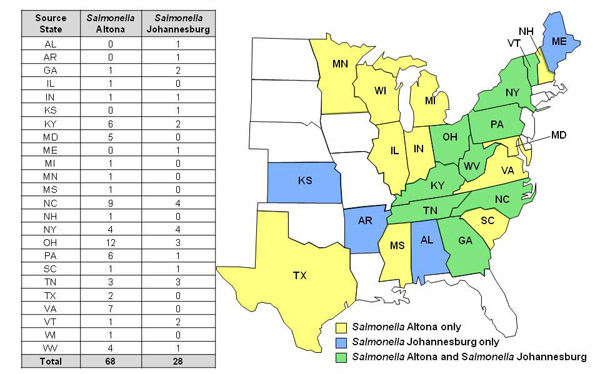 Source State Salmonella Altona Salmonella Johannesburg
AL 0 1
AR 0 1
GA 1 2
IL 1 0
IN 1 1
KS 0 1
KY 6 2
MD 5 0
ME 0 1
MI 1 0
MN 1 0
MS 1 0
NC 9 4
NH 1 0
NY 4 4
OH 12 3
PA 6 1
SC 1 1
TN 3 3
TX 2 0
VA 7 0
VT 1 2
WI 1 0
WV 4 1
Total 68 28
NH
ME
VT
MN
WI
MI
NY
PA
OH
MD
IL
IN
WV
VA
KS
KY
NC
TN
AR
SC
MS
AL
GA
TX
Salmonella Altona only
Salmonella Johannesburg only
Salmonella Altona and Salmonella Johannesburg